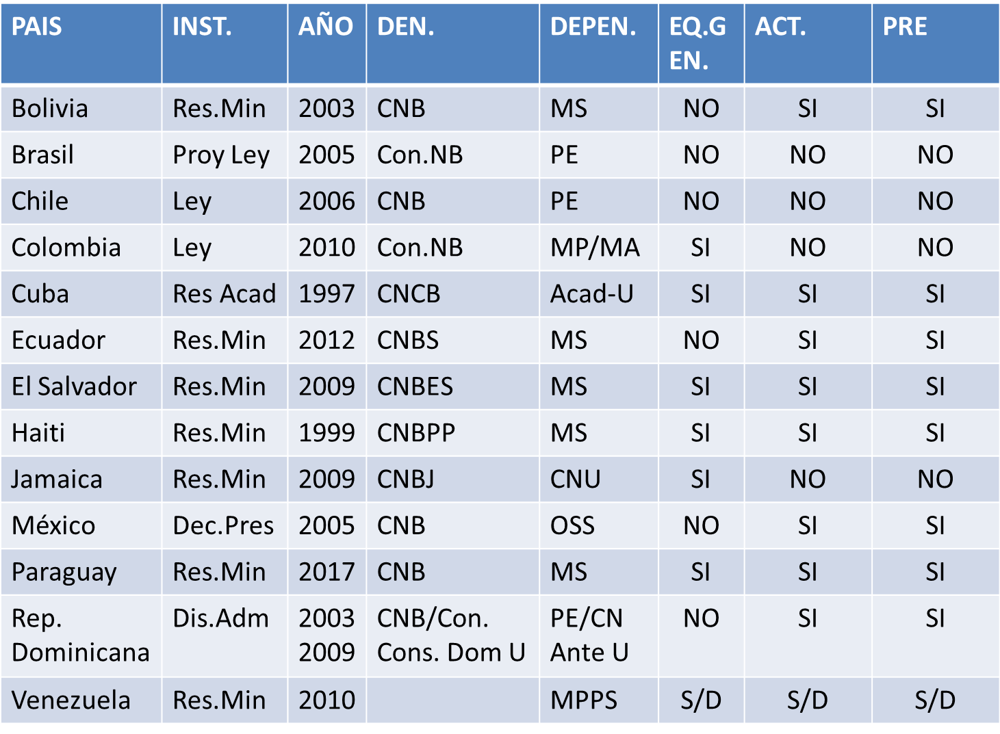 PAIS INST. AÑO DEN. DEPEN. EQ.G ACT. PRE
EN.
Bolivia Res.Min 2003 CNB MS NO SI SI
Brasil Proy Ley 2005 Con.NB PE NO NO NO
Chile Ley 2006 CNB PE NO NO NO
Colombia Ley 2010 Con.NB MP/MA SI NO NO
Cuba Res Acad 1997 CNCB Acad-U SI SI SI
Ecuador Res.Min 2012 CNBS MS NO SI SI
El Salvador Res.Min 2009 CNBES MS SI SI SI
Haiti Res.Min 1999 CNBPP MS SI SI SI
Jamaica Res.Min 2009 CNBJ CNU SI NO NO
México Dec.Pres 2005 CNB OSS NO SI SI
Paraguay Res.Min 2017 CNB MS SI SI SI
Rep. Dis.Adm 2003 CNB/Con. PE/CN NO SI SI
Dominicana 2009 Cons. Dom U Ante U
Venezuela Res.Min 2010 MPPS S/D S/D S/D